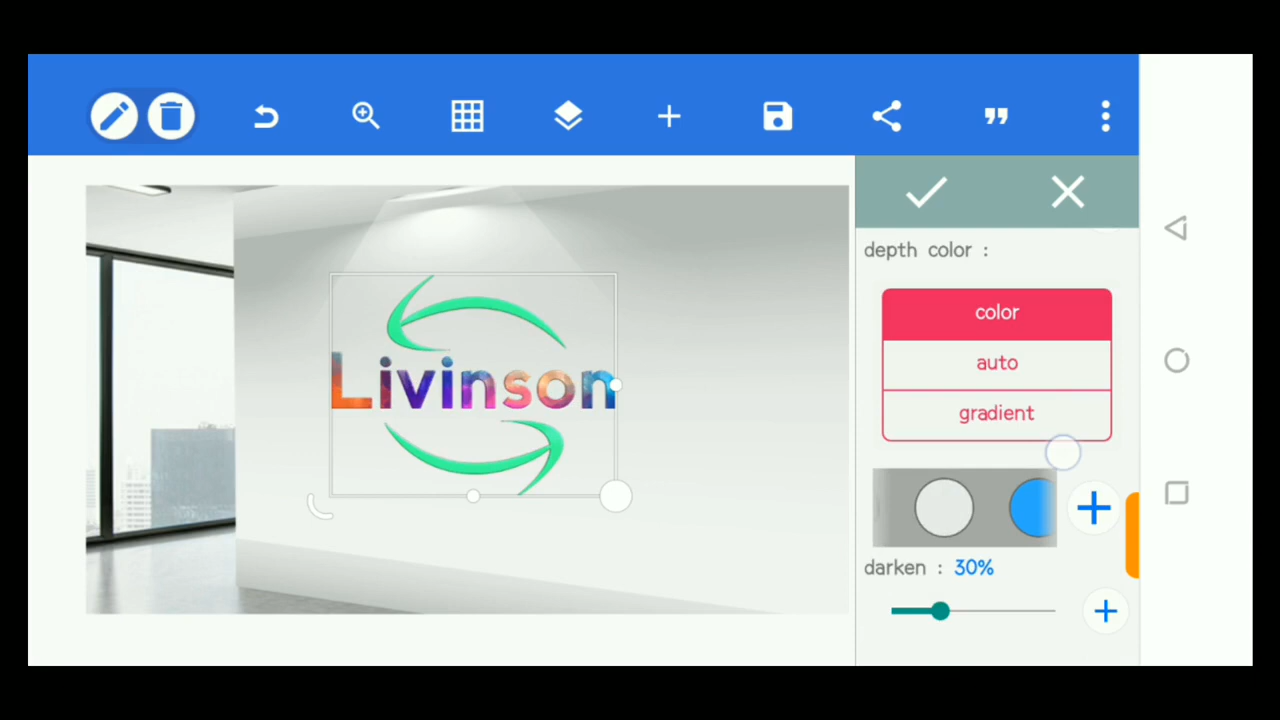 depth color :
color
auto
gradient
Livinson
darken : 30%